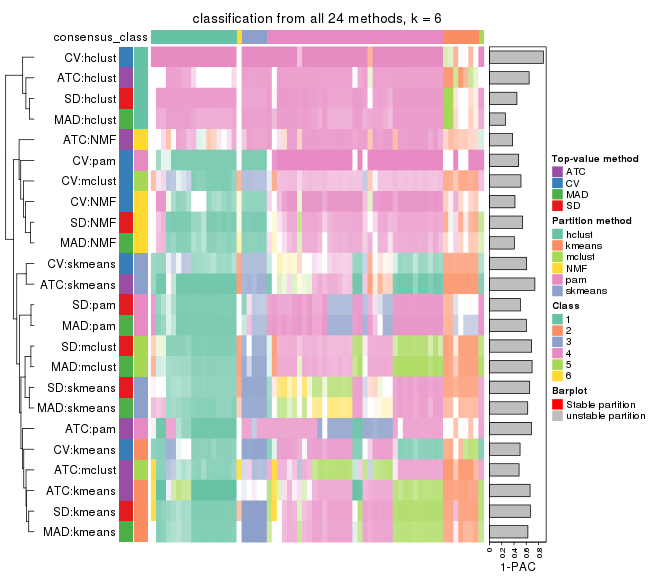 classification from all 24 methods, k = 6
consensus_class
CV:hclust
ATC:hclust
SD:hclust
MAD:hclust
ATC:NMF
CV:pam
CV:mclust
CV:NMF
SD:NMF
MAD:NMF
CV:skmeans
ATC:skmeans
SD:pam
MAD:pam
SD:mclust
MAD:mclust
SD:skmeans
MAD:skmeans
ATC:pam
CV:kmeans
ATC:mclust
ATC:kmeans
SD:kmeans
MAD:kmeans
0
0.2
0.4
0.6
0.8
1-PAC
Top-value method
ATC
CV
MAD
SD
Partition method
hclust
kmeans
mclust
NMF
pam
skmeans
Class
1
2
3
4
5
6
Barplot
Stable partition
unstable partition